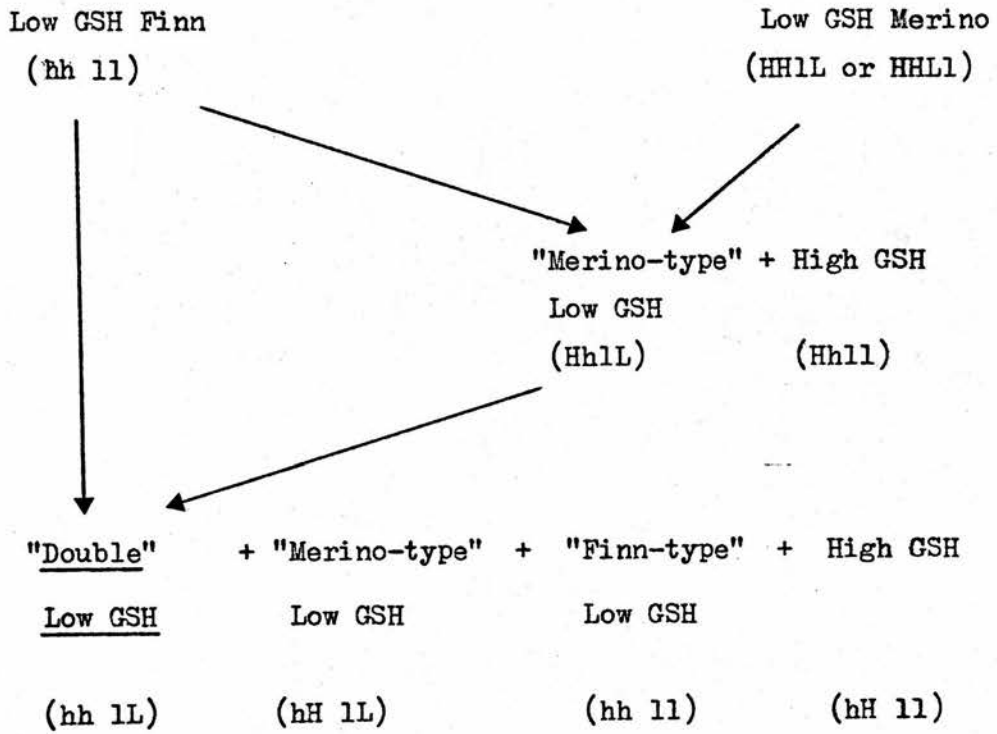 Low GSH Finn Low GSH Merino
(hh ll) (HHlL or HHLl)
"Merino-type" + High GSH
Low GSH
(HhlL) (Hhll)
"Double" + "Merino-type" + "Finn-type" + High GSH
Low GSH Low GSH Low GSH
(hh lL) (hH lL) (hh ll) (hH ll)